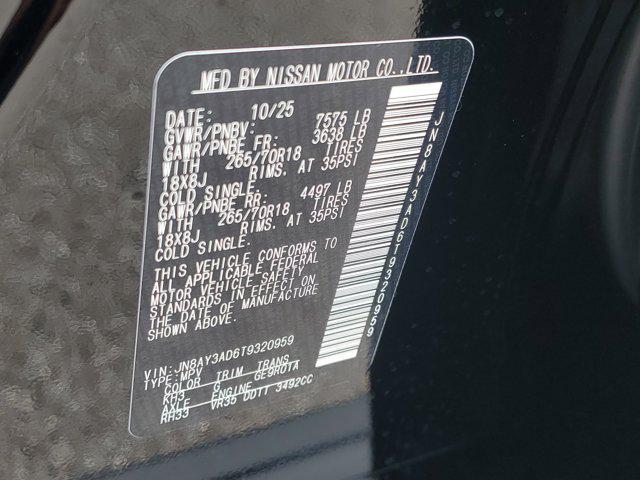 MFD BY NISSAN MOTOR CO.,LTD.
DATE: 10/25
GVWR/PNBV: 7575 LB
GAWR/PNBE FR: 3638 LB
WITH 265/70R18 TIRES
18X8J RIMS, AT 35PSI
COLD SINGLE.
GAWR/PNBE RR: 4497 LB
WITH 265/70R18 TIRES
18X8J RIMS, AT 35PSI
COLD SINGLE.
THIS VEHICLE CONFORMS TO
ALL APPLICABLE FEDERAL
MOTOR VEHICLE SAFETY
STANDARDS IN EFFECT ON
THE DATE OF MANUFACTURE
SHOWN ABOVE.
VIN:JN8AY3AD6T9320959
TYPE:MPV
COLOR TRIM TRANS
KH3 G GE9R01A
AXLE ENGINE
RH33 VR35 DDTT 3492CC
JN8AY3AD6T9320959